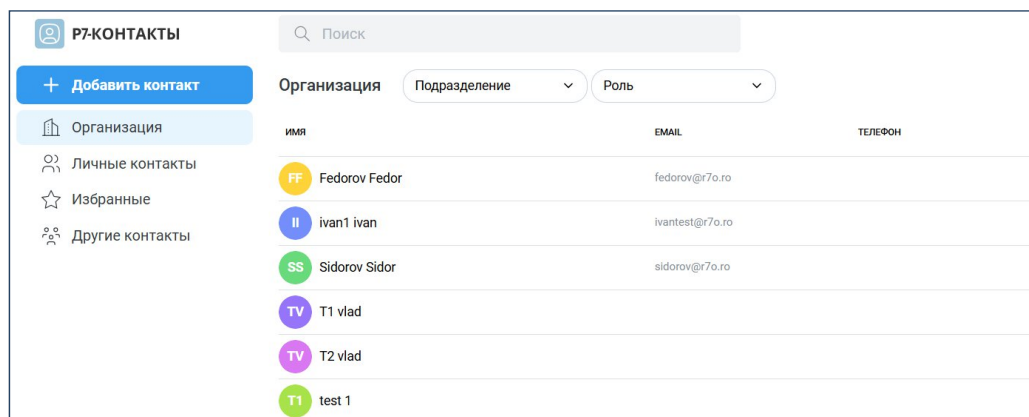 Р7-КОНТАКТЫ
Поиск
Добавить контакт
Организация
Личные контакты
Избранные
Другие контакты
Организация Подразделение Роль
ИМЯ EMAIL ТЕЛЕФОН
FF Fedorov Fedor fedorov@r7o.ro
II ivan1 ivan ivantest@r7o.ro
SS Sidorov Sidor sidorov@r7o.ro
TV T1 vlad
TV T2 vlad
T1 test 1